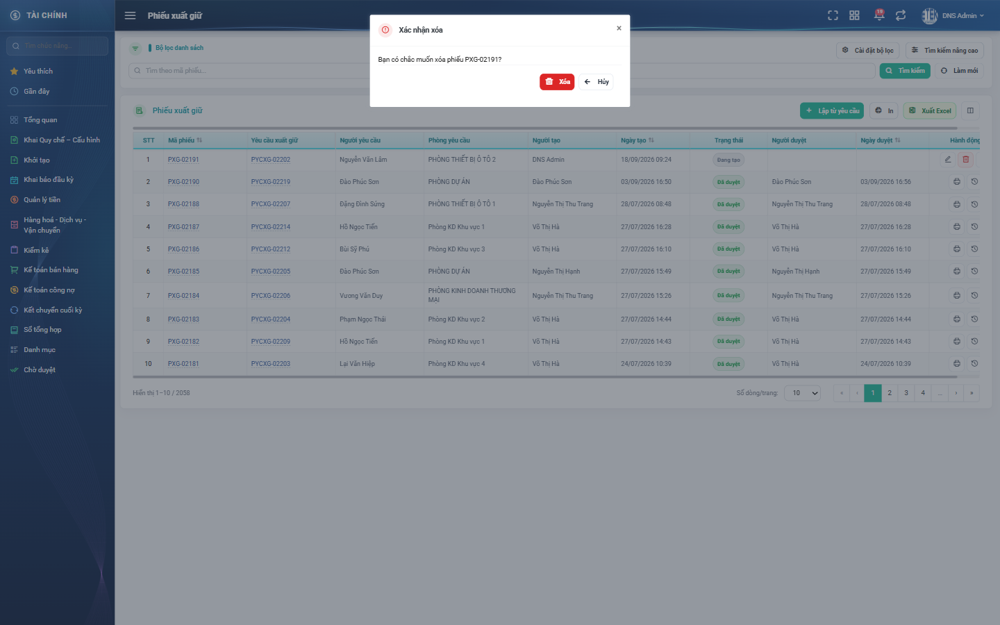 TÀI CHÍNH
Phiếu xuất giữ
19
DNS Admin
Tìm chức năng...
Yêu thích
Gần đây
Tổng quan
Khai Quy chế – Cấu hình
Khởi tạo
Khai báo đầu kỳ
Quản lý tiền
Hàng hoá - Dịch vụ -
Vận chuyển
Kiểm kê
Kế toán bán hàng
Kế toán công nợ
Kết chuyển cuối kỳ
Sổ tổng hợp
Danh mục
Chờ duyệt
Xác nhận xóa
×
Bạn có chắc muốn xóa phiếu PXG-02191?
Xóa
Hủy
Bộ lọc danh sách
Cài đặt bộ lọc
Tìm kiếm nâng cao
Tìm theo mã phiếu...
Tìm kiếm
Làm mới
Phiếu xuất giữ
Lập từ yêu cầu
In
Xuất Excel
STT Mã phiếu Yêu cầu xuất giữ Người yêu cầu Phòng yêu cầu Người tạo Ngày tạo Trạng thái Người duyệt Ngày duyệt Hành động
1 PXG-02191 PYCXG-02202 Nguyễn Văn Lâm PHÒNG THIẾT BỊ Ô TÔ 2 DNS Admin 18/09/2026 09:24 Đang tạo
2 PXG-02190 PYCXG-02219 Đào Phúc Sơn PHÒNG DỰ ÁN Đào Phúc Sơn 03/09/2026 16:50 Đã duyệt Đào Phúc Sơn 03/09/2026 16:56
3 PXG-02188 PYCXG-02207 Đặng Đình Sửng PHÒNG THIẾT BỊ Ô TÔ 1 Nguyễn Thị Thu Trang 28/07/2026 08:48 Đã duyệt Nguyễn Thị Thu Trang 28/07/2026 08:48
4 PXG-02187 PYCXG-02214 Hồ Ngọc Tiến Phòng KD Khu vực 1 Võ Thị Hà 27/07/2026 16:28 Đã duyệt Võ Thị Hà 27/07/2026 16:28
5 PXG-02186 PYCXG-02212 Bùi Sỹ Phú Phòng KD Khu vực 3 Võ Thị Hà 27/07/2026 16:10 Đã duyệt Võ Thị Hà 27/07/2026 16:10
6 PXG-02185 PYCXG-02205 Đào Phúc Sơn PHÒNG DỰ ÁN Nguyễn Thị Hạnh 27/07/2026 15:49 Đã duyệt Nguyễn Thị Hạnh 27/07/2026 15:49
7 PXG-02184 PYCXG-02206 Vương Văn Duy PHÒNG KINH DOANH THƯƠNG MẠI Nguyễn Thị Thu Trang 27/07/2026 15:26 Đã duyệt Nguyễn Thị Thu Trang 27/07/2026 15:26
8 PXG-02183 PYCXG-02204 Phạm Ngọc Thái Phòng KD Khu vực 2 Võ Thị Hà 27/07/2026 14:44 Đã duyệt Võ Thị Hà 27/07/2026 14:44
9 PXG-02182 PYCXG-02209 Hồ Ngọc Tiến Phòng KD Khu vực 1 Võ Thị Hà 27/07/2026 14:43 Đã duyệt Võ Thị Hà 27/07/2026 14:43
10 PXG-02181 PYCXG-02203 Lại Văn Hiệp Phòng KD Khu vực 4 Võ Thị Hà 24/07/2026 10:39 Đã duyệt Võ Thị Hà 24/07/2026 10:39
Hiển thị 1–10 / 2058
Số dòng/trang: 10 « ‹ 1 2 3 4 ... › »